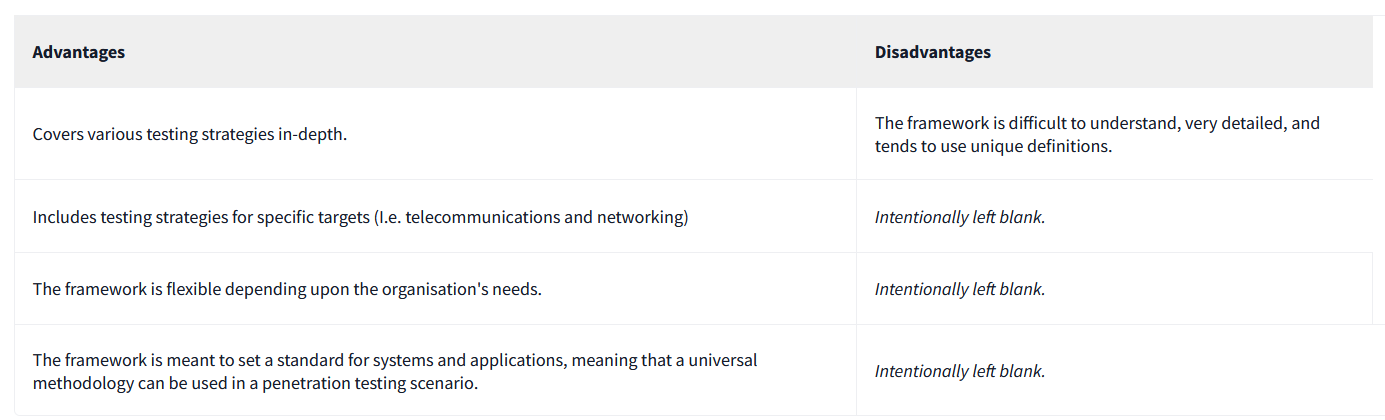 Advantages
Disadvantages
Covers various testing strategies in-depth.
The framework is difficult to understand, very detailed, and
tends to use unique definitions.
Includes testing strategies for specific targets (I.e. telecommunications and networking)
Intentionally left blank.
The framework is flexible depending upon the organisation's needs.
Intentionally left blank.
The framework is meant to set a standard for systems and applications, meaning that a universal
methodology can be used in a penetration testing scenario.
Intentionally left blank.